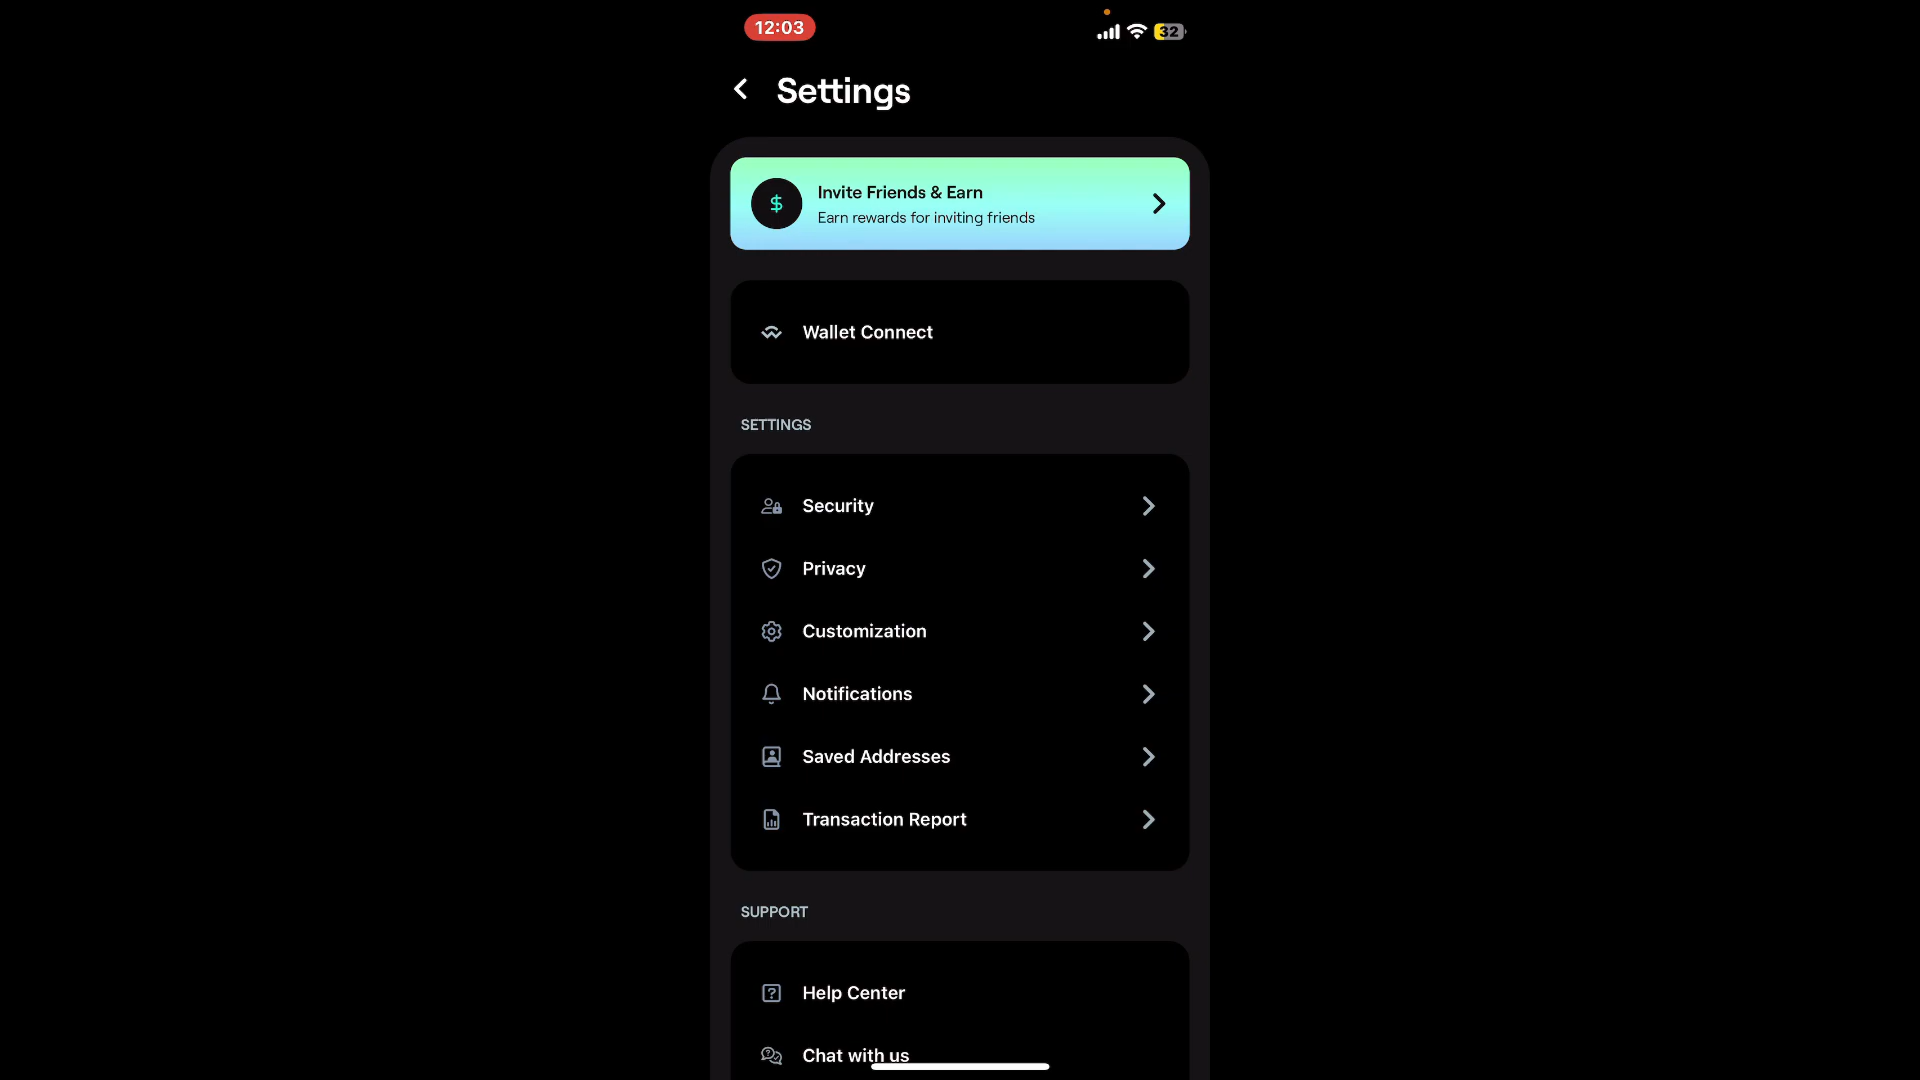 12:03
32
Settings
$
Invite Friends & Earn
Earn rewards for inviting friends
Wallet Connect
SETTINGS
Security
Privacy
Customization
Notifications
Saved Addresses
Transaction Report
SUPPORT
Help Center
Chat with us